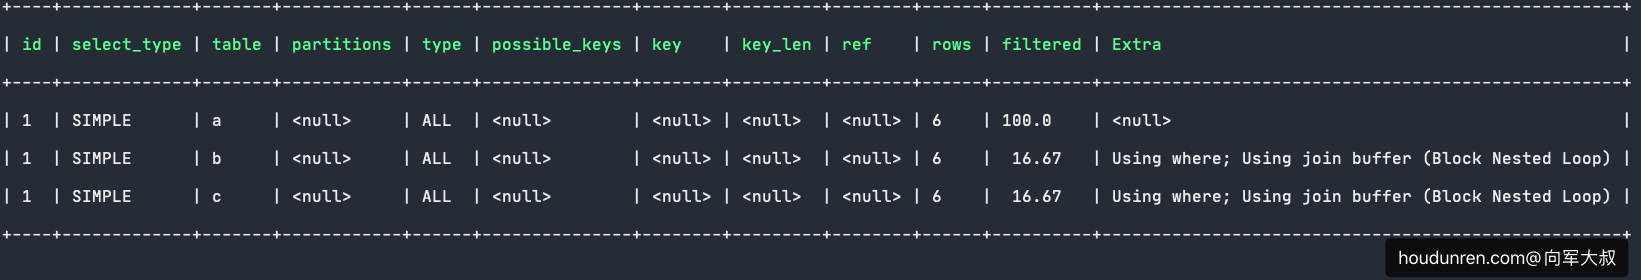 +----+-------------+-------+------------+------+---------------+--------+---------+--------+------+----------+----------------------------------------------------+
| id | select_type | table | partitions | type | possible_keys | key    | key_len | ref    | rows | filtered | Extra                                              |
+----+-------------+-------+------------+------+---------------+--------+---------+--------+------+----------+----------------------------------------------------+
| 1  | SIMPLE      | a     | <null>     | ALL  | <null>        | <null> | <null>  | <null> | 6    | 100.0    | <null>                                             |
| 1  | SIMPLE      | b     | <null>     | ALL  | <null>        | <null> | <null>  | <null> | 6    |  16.67   | Using where; Using join buffer (Block Nested Loop) |
| 1  | SIMPLE      | c     | <null>     | ALL  | <null>        | <null> | <null>  | <null> | 6    |  16.67   | Using where; Using join buffer (Block Nested Loop) |
+----+-------------+-------+------------+------+---------------+--------+---------+--------+------+----------+----------------------------------------------------+
houdunren.com@向军大叔